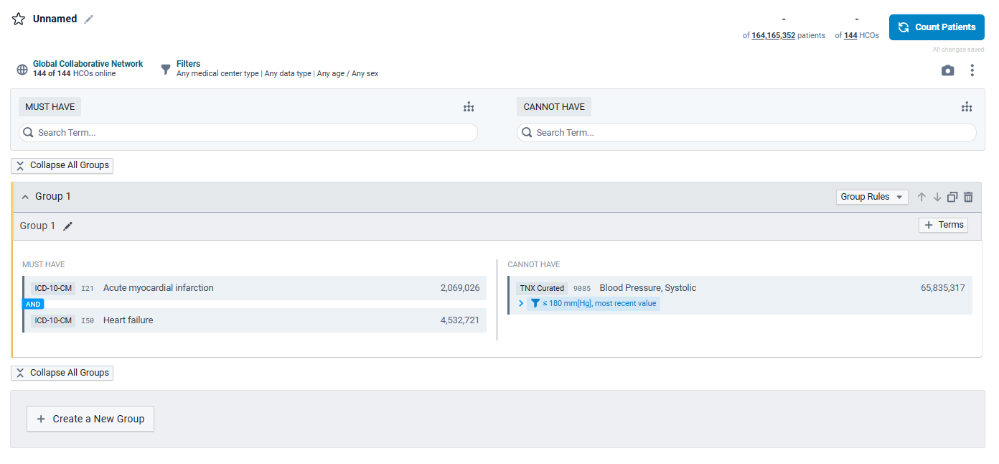 Unnamed
- -
of 164,165,352 patients of 144 HCOs
Count Patients
All changes saved
Global Collaborative Network
144 of 144 HCOs online
Filters
Any medical center type | Any data type | Any age / Any sex
MUST HAVE
Search Term...
CANNOT HAVE
Search Term...
Collapse All Groups
Group 1
Group Rules
Group 1
+ Terms
MUST HAVE
ICD-10-CM I21 Acute myocardial infarction 2,069,026
AND
ICD-10-CM I50 Heart failure 4,532,721
CANNOT HAVE
TNX Curated 9085 Blood Pressure, Systolic 65,835,317
≤ 180 mm[Hg], most recent value
Collapse All Groups
+ Create a New Group